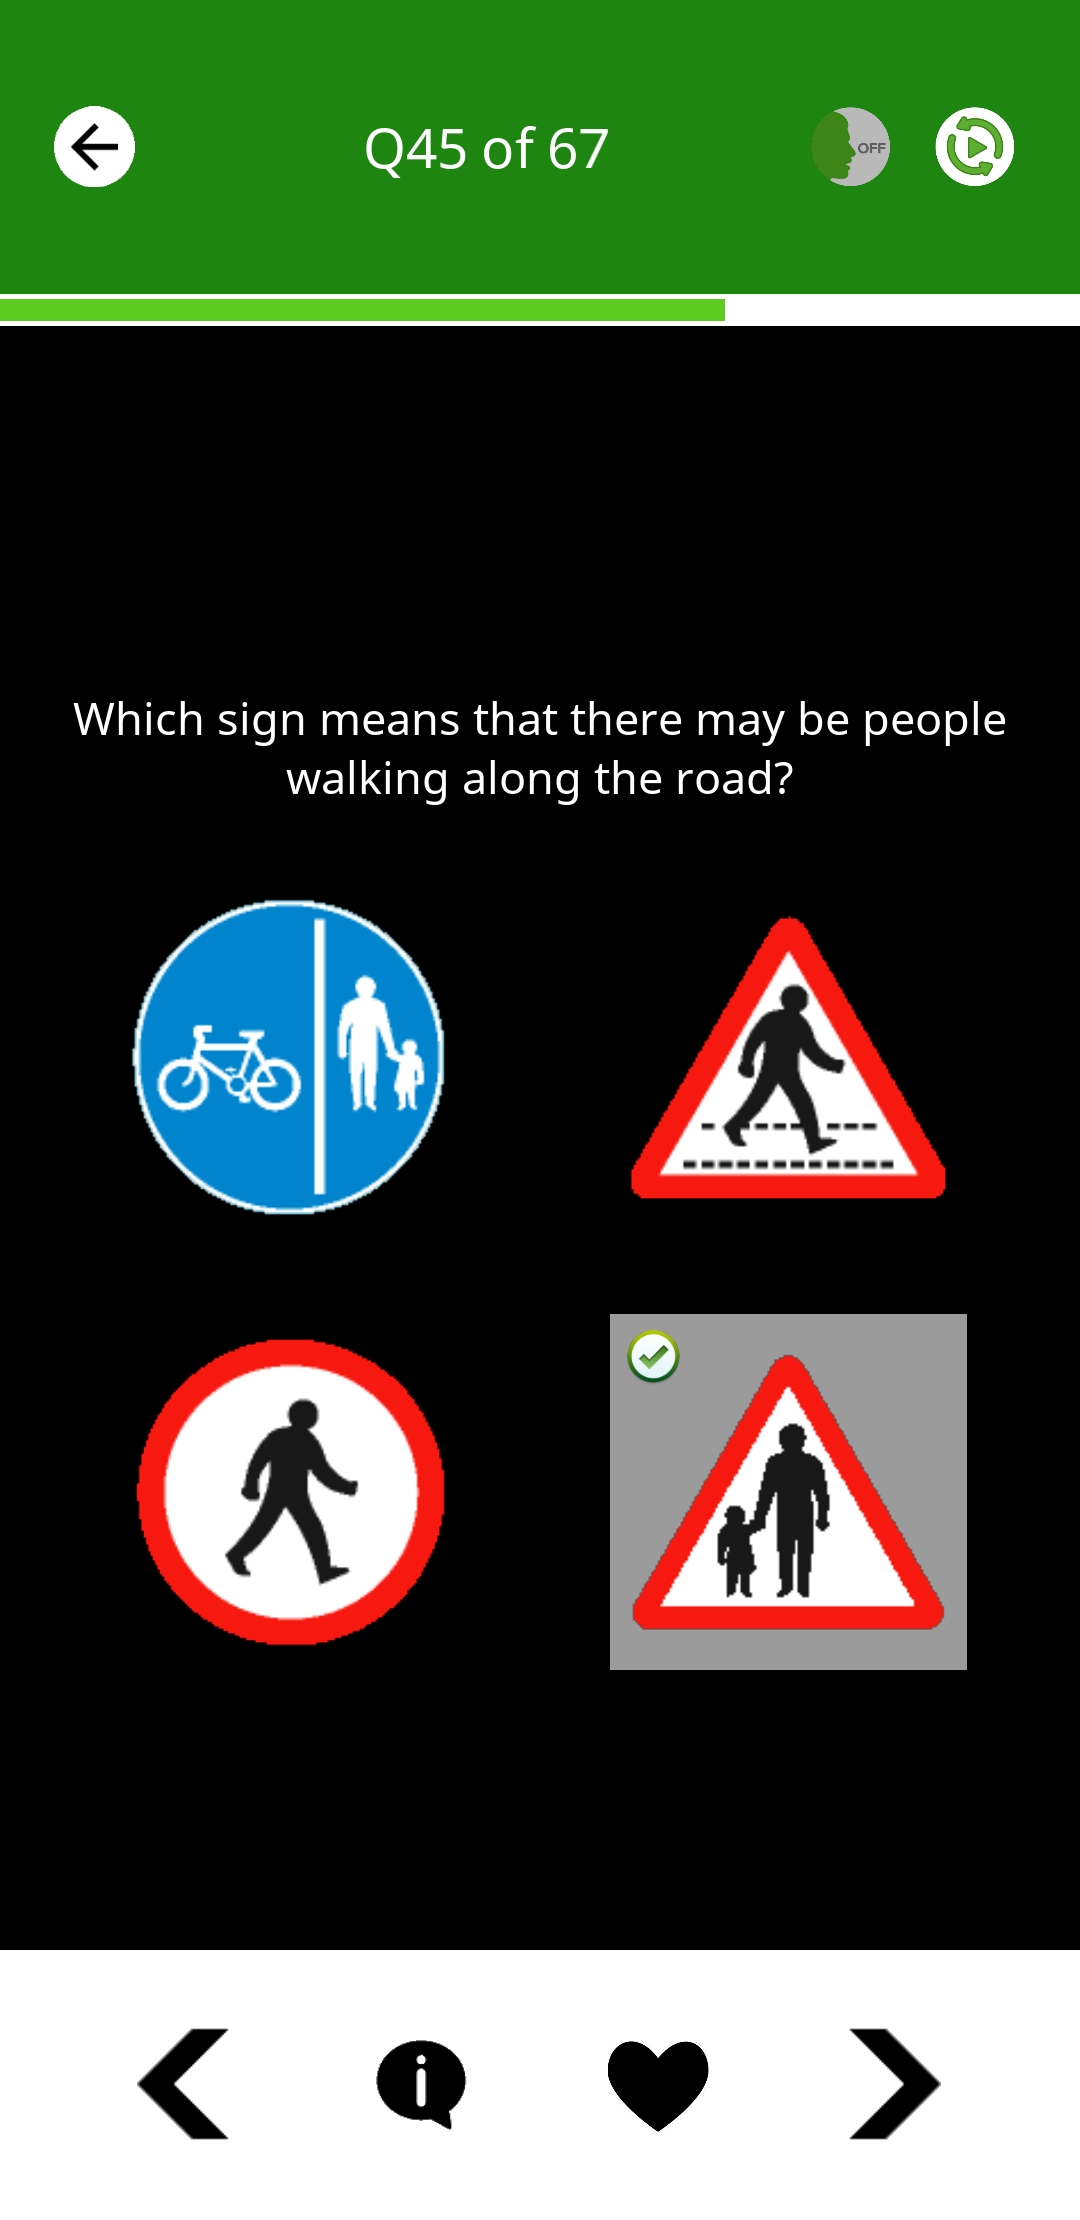 Q45 of 67
OFF
Which sign means that there may be people
walking along the road?